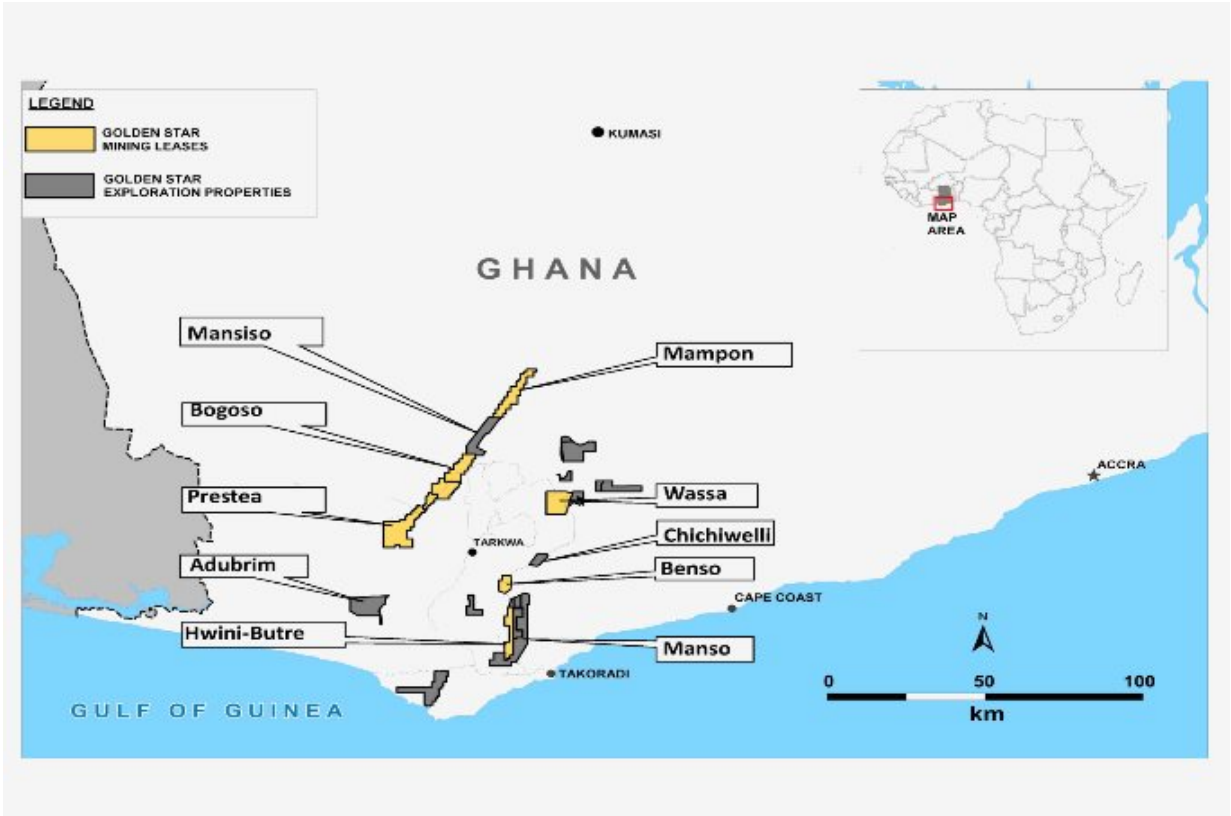 LEGEND
GOLDEN STAR
MINING LEASES
GOLDEN STAR
EXPLORATION PROPERTIES
KUMASI
MAP
AREA
GHANA
Mansiso
Mampon
Bogoso
ACCRA
Prestea
Wassa
Chichiwelli
TARKWA
Adubrim
Benso
CAPE COAST
Hwini-Butre
Manso
N
TAKORADI
0 50 100
km
GULF OF GUINEA